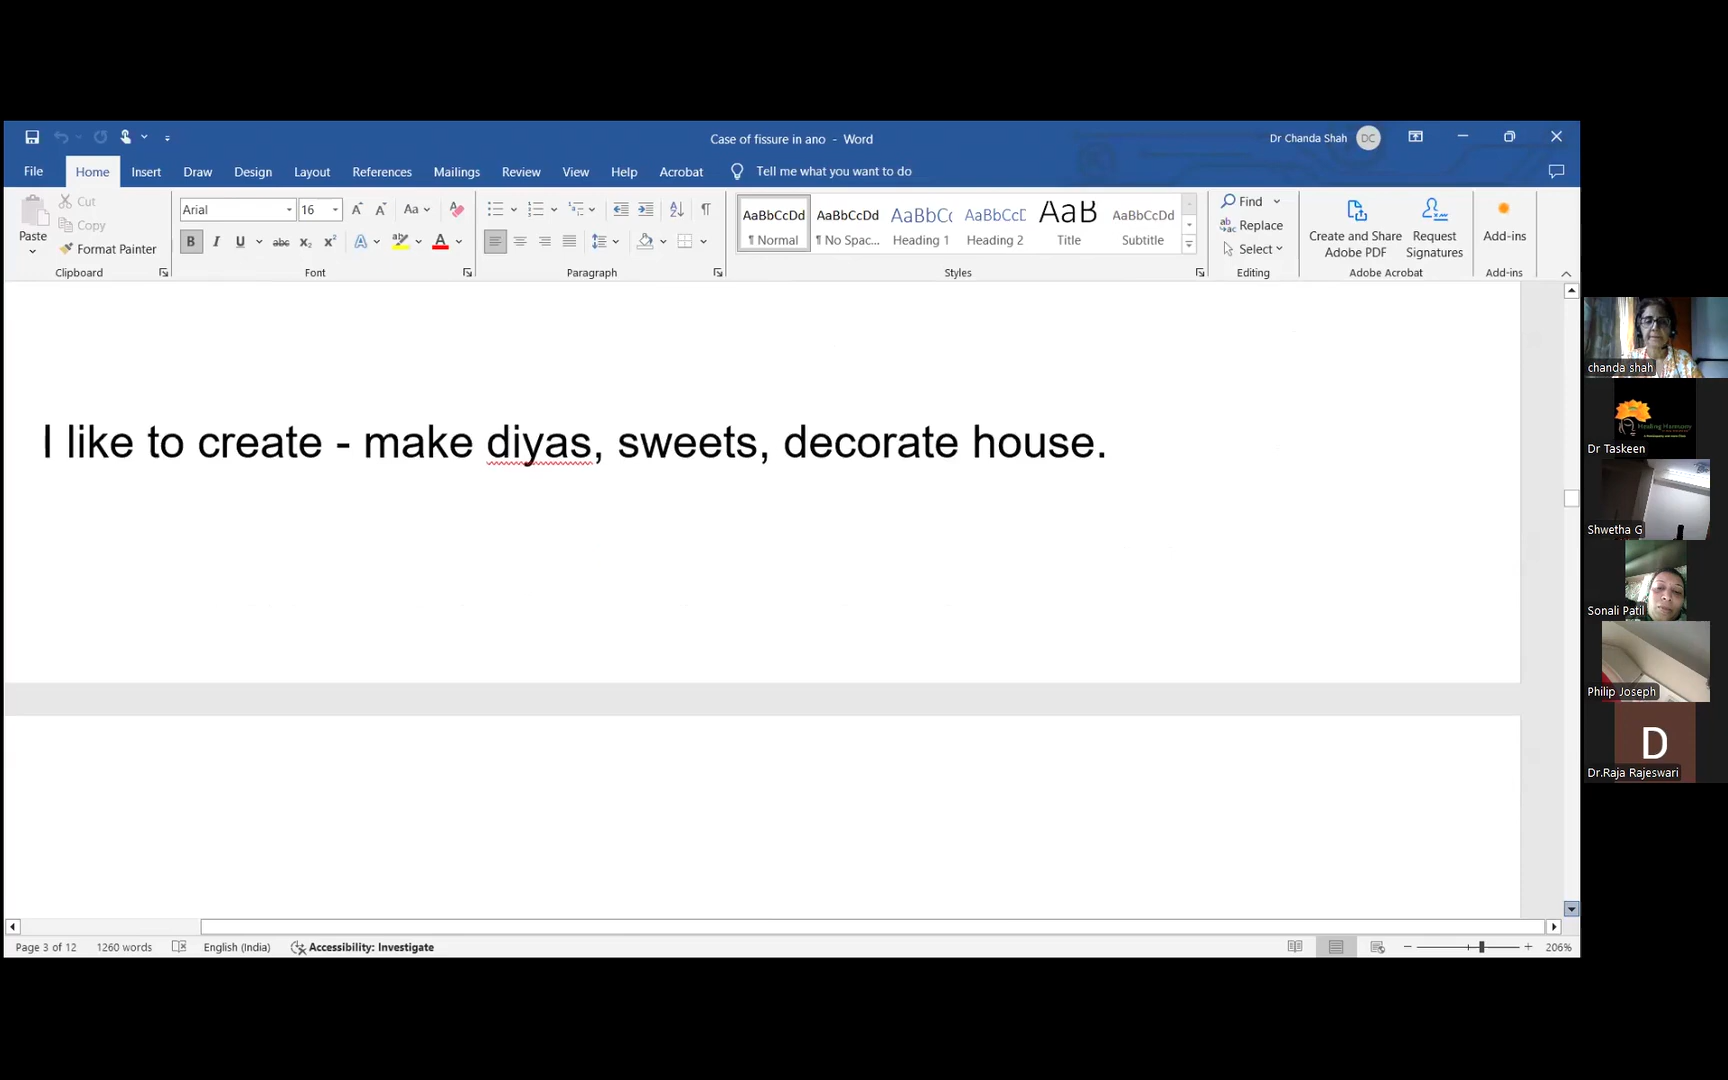 Case of fissure in ano - Word
Dr Chanda Shah
DC
File Home Insert Draw Design Layout References Mailings Review View Help Acrobat Tell me what you want to do
Paste
Cut
Copy
Format Painter
Clipboard
Arial
16
Font
Paragraph
AaBbCcDd
¶ Normal
AaBbCcDd
¶ No Spac...
AaBbC
Heading 1
AaBbCcD
Heading 2
AaB
Title
AaBbCcDd
Subtitle
Styles
Find
Replace
Select
Editing
Create and Share
Adobe PDF
Request
Signatures
Adobe Acrobat
Add-ins
Add-ins
I like to create - make diyas, sweets, decorate house.
Page 3 of 12
1260 words
English (India)
Accessibility: Investigate
206%
chanda shah
Healing Harmony
Dr Taskeen
Shwetha G
Sonali Patil
Philip Joseph
D
Dr.Raja Rajeswari